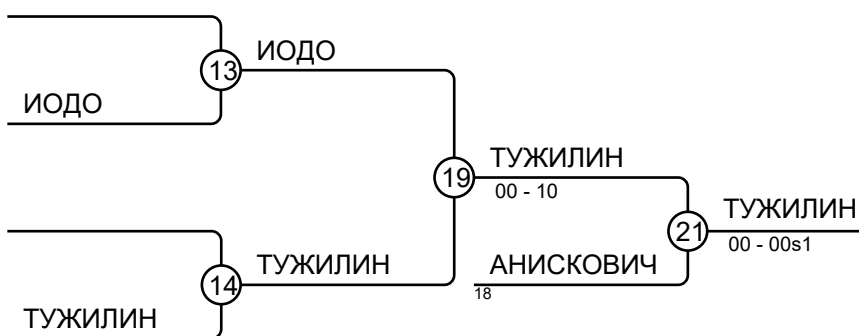 ИОДО
13
ИОДО
19
ТУЖИЛИН
00 - 10
ТУЖИЛИН
21
00 - 00s1
АНИСКОВИЧ
18
ТУЖИЛИН
14
ТУЖИЛИН